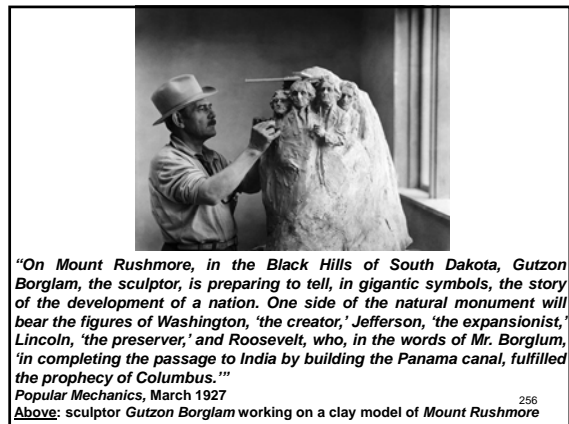 “On Mount Rushmore, in the Black Hills of South Dakota, Gutzon
Borglam, the sculptor, is preparing to tell, in gigantic symbols, the story
of the development of a nation. One side of the natural monument will
bear the figures of Washington, ‘the creator,’ Jefferson, ‘the expansionist,’
Lincoln, ‘the preserver,’ and Roosevelt, who, in the words of Mr. Borglum,
‘in completing the passage to India by building the Panama canal, fulfilled
the prophecy of Columbus.’”
Popular Mechanics, March 1927
256
Above: sculptor Gutzon Borglam working on a clay model of Mount Rushmore